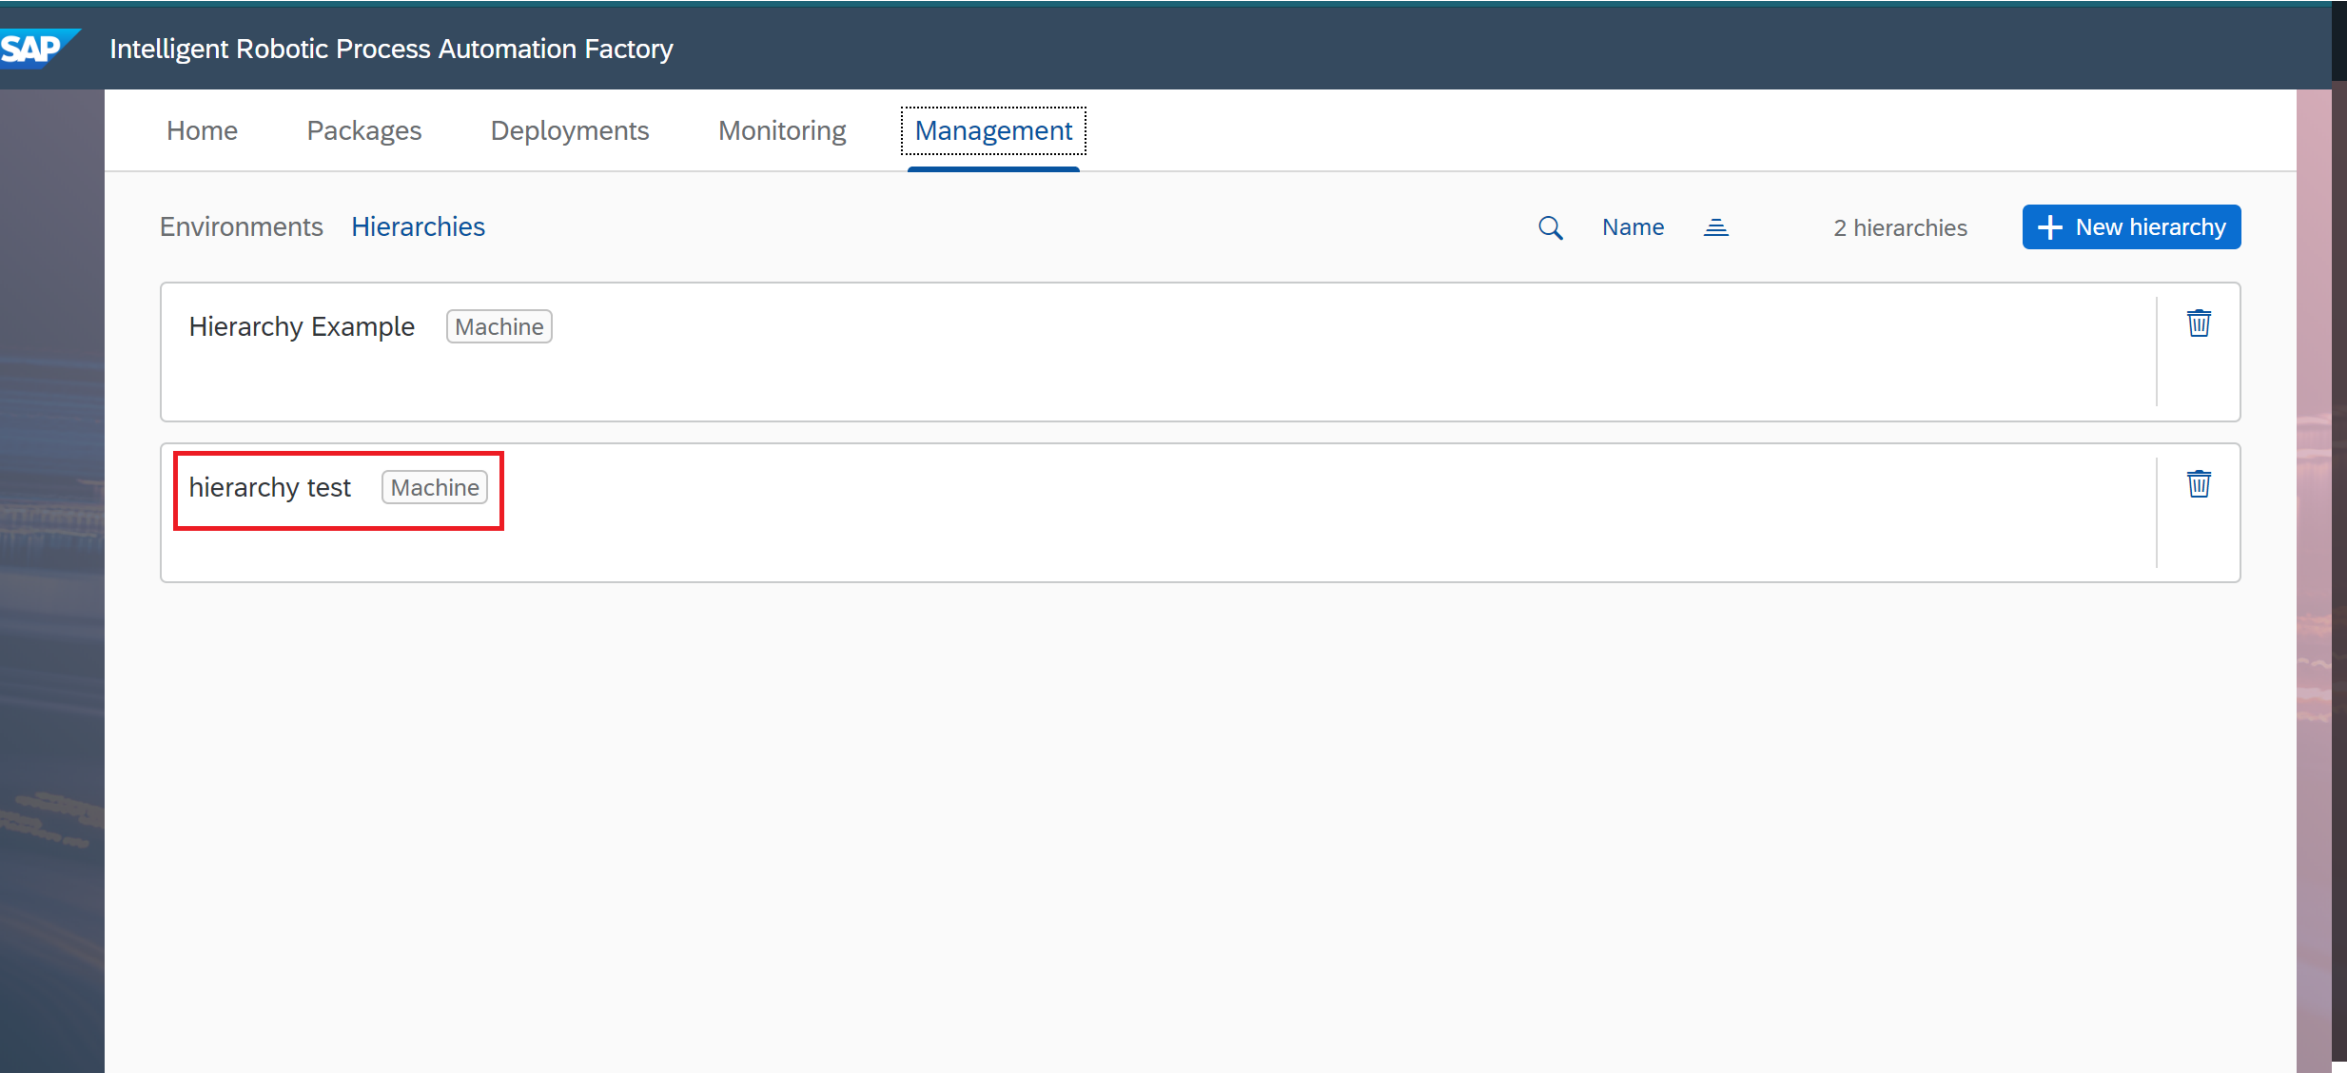 SAP Intelligent Robotic Process Automation Factory
Home Packages Deployments Monitoring Management
Environments Hierarchies Name 2 hierarchies New hierarchy
Hierarchy Example Machine
hierarchy test Machine